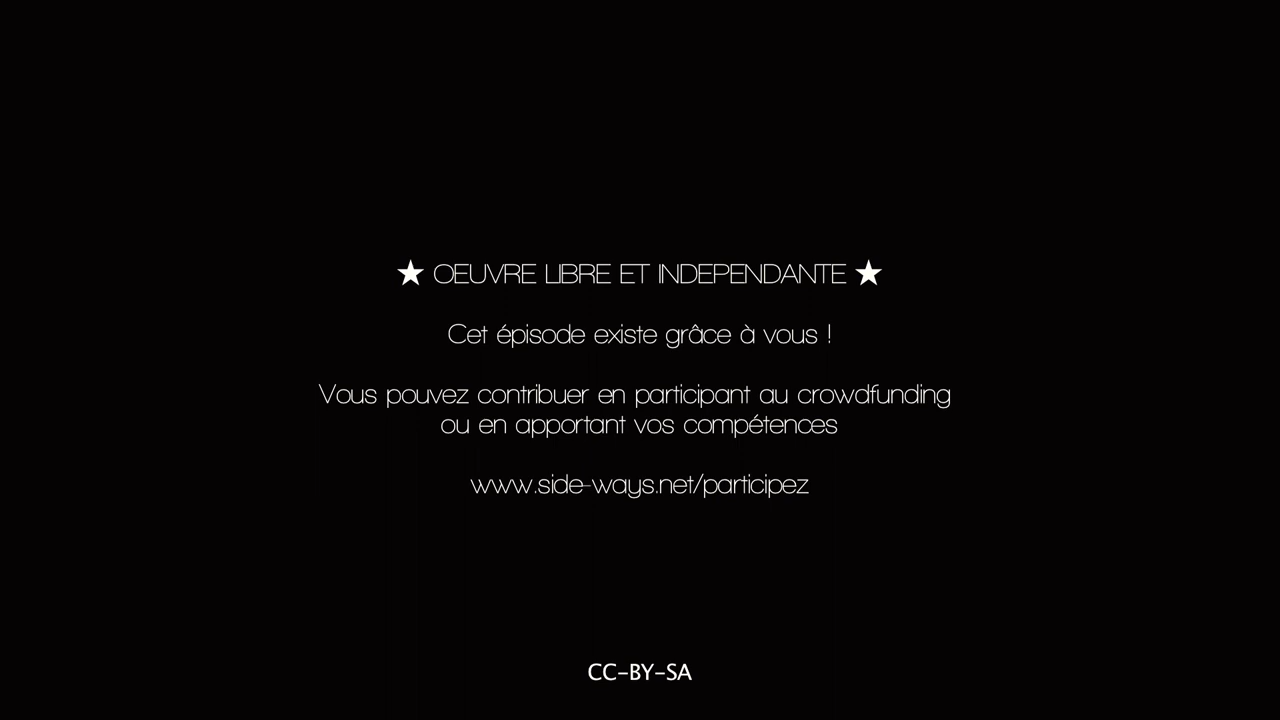 ★ OEUVRE LIBRE ET INDEPENDANTE ★
Cet épisode existe grâce à vous !
Vous pouvez contribuer en participant au crowdfunding
ou en apportant vos compétences
www.side-ways.net/participez
CC-BY-SA